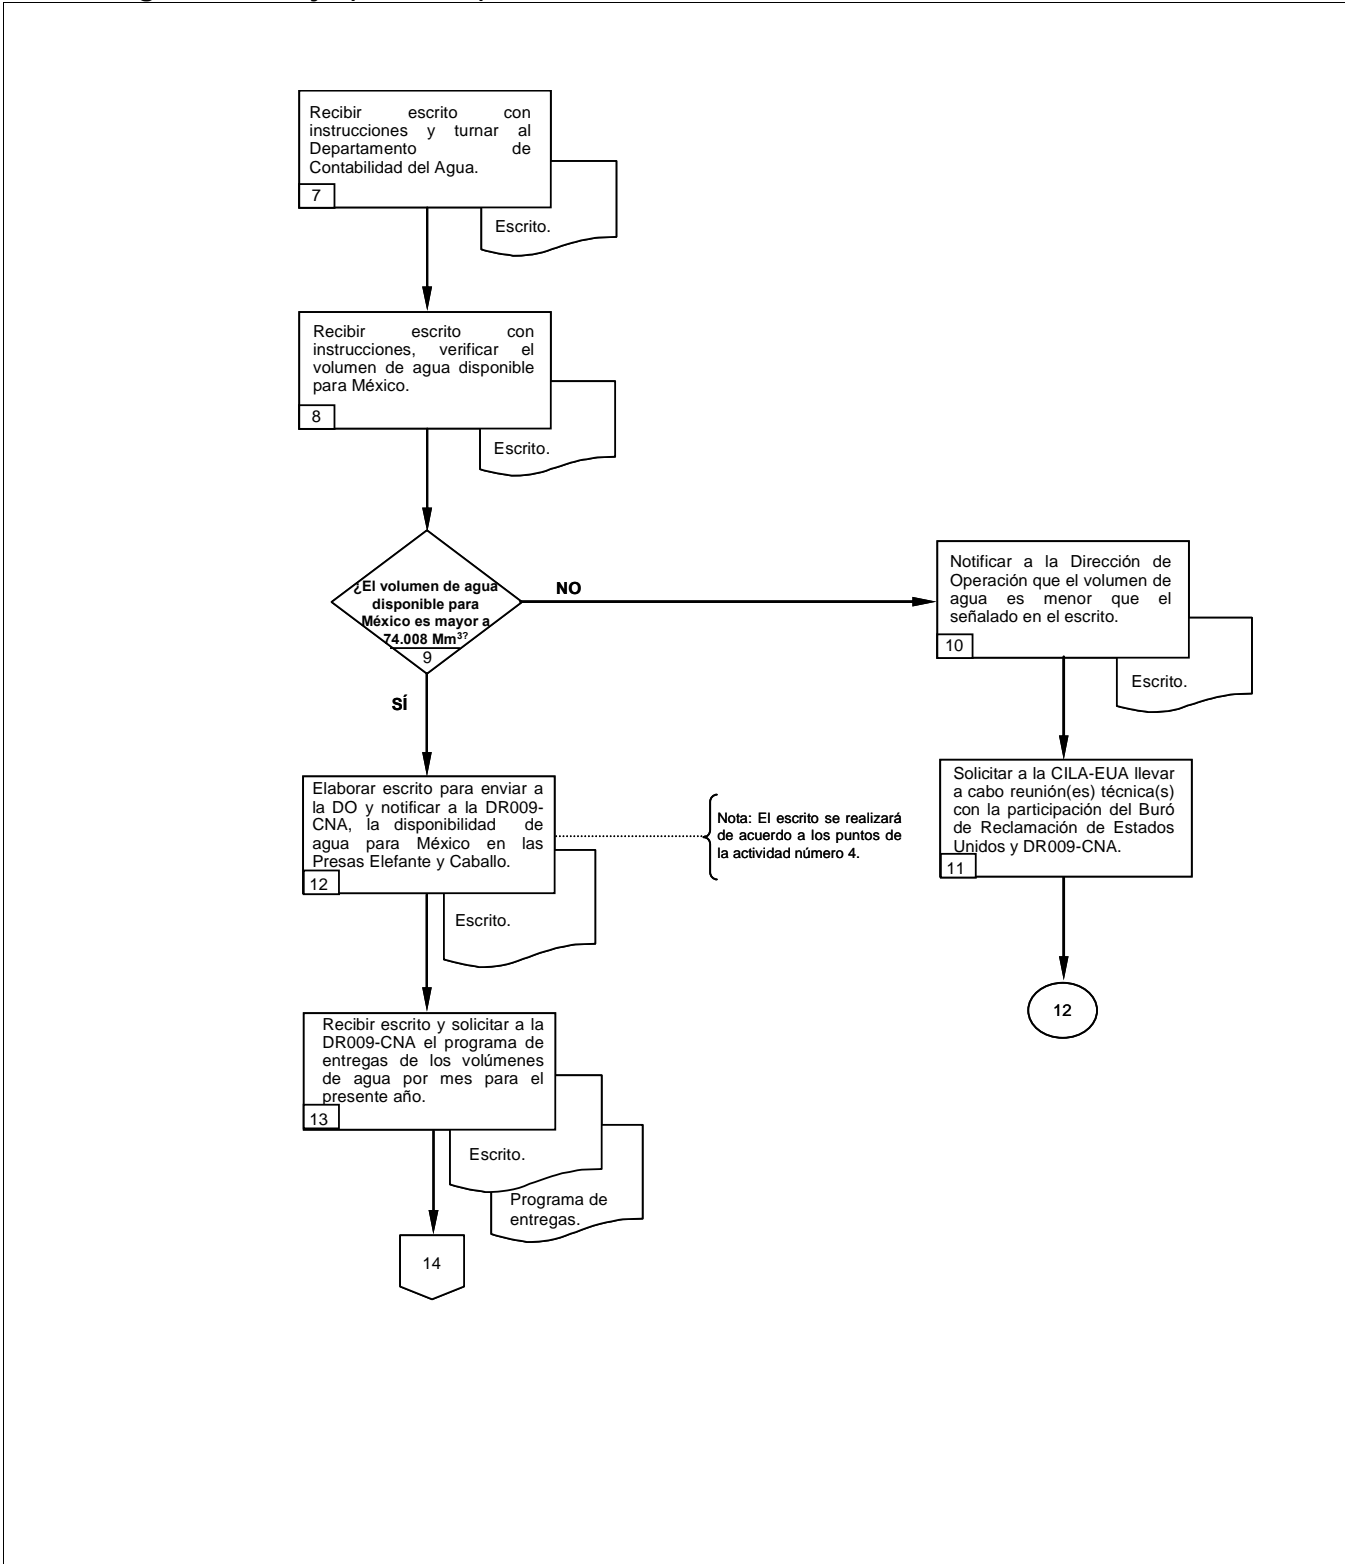 Recibir escrito con
instrucciones y turnar al
Departamento de
Contabilidad del Agua.
7
Escrito.
Recibir escrito con
instrucciones, verificar el
volumen de agua disponible
para México.
8
Escrito.
¿El volumen de agua
disponible para
México es mayor a
74.008 Mm³?
9
NO
SÍ
Notificar a la Dirección de
Operación que el volumen de
agua es menor que el
señalado en el escrito.
10
Escrito.
Solicitar a la CILA-EUA llevar
a cabo reunión(es) técnica(s)
con la participación del Buró
de Reclamación de Estados
Unidos y DR009-CNA.
11
12
Elaborar escrito para enviar a
la DO y notificar a la DR009-
CNA, la disponibilidad de
agua para México en las
Presas Elefante y Caballo.
12
Escrito.
Nota: El escrito se realizará
de acuerdo a los puntos de
la actividad número 4.
Recibir escrito y solicitar a la
DR009-CNA el programa de
entregas de los volúmenes
de agua por mes para el
presente año.
13
Escrito.
Programa de
entregas.
14